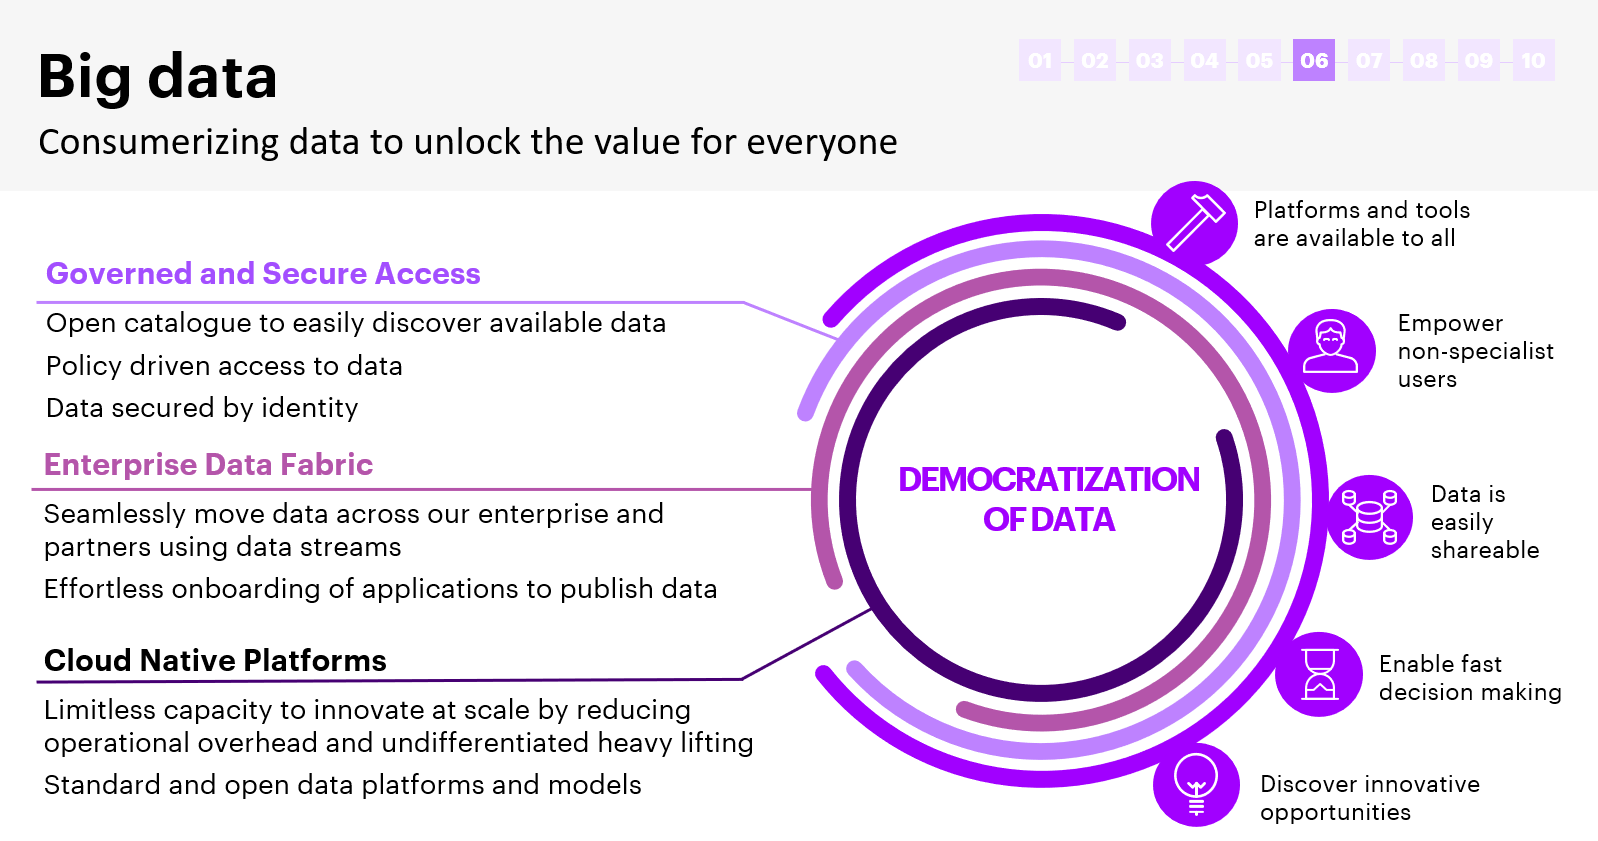 Big data
Consumerizing data to unlock the value for everyone
01 02 03 04 05 06 07 08 09 10
Governed and Secure Access
Open catalogue to easily discover available data
Policy driven access to data
Data secured by identity
Enterprise Data Fabric
Seamlessly move data across our enterprise and
partners using data streams
Effortless onboarding of applications to publish data
Cloud Native Platforms
Limitless capacity to innovate at scale by reducing
operational overhead and undifferentiated heavy lifting
Standard and open data platforms and models
DEMOCRATIZATION
OF DATA
Platforms and tools
are available to all
Empower
non-specialist
users
Data is
easily
shareable
Enable fast
decision making
Discover innovative
opportunities